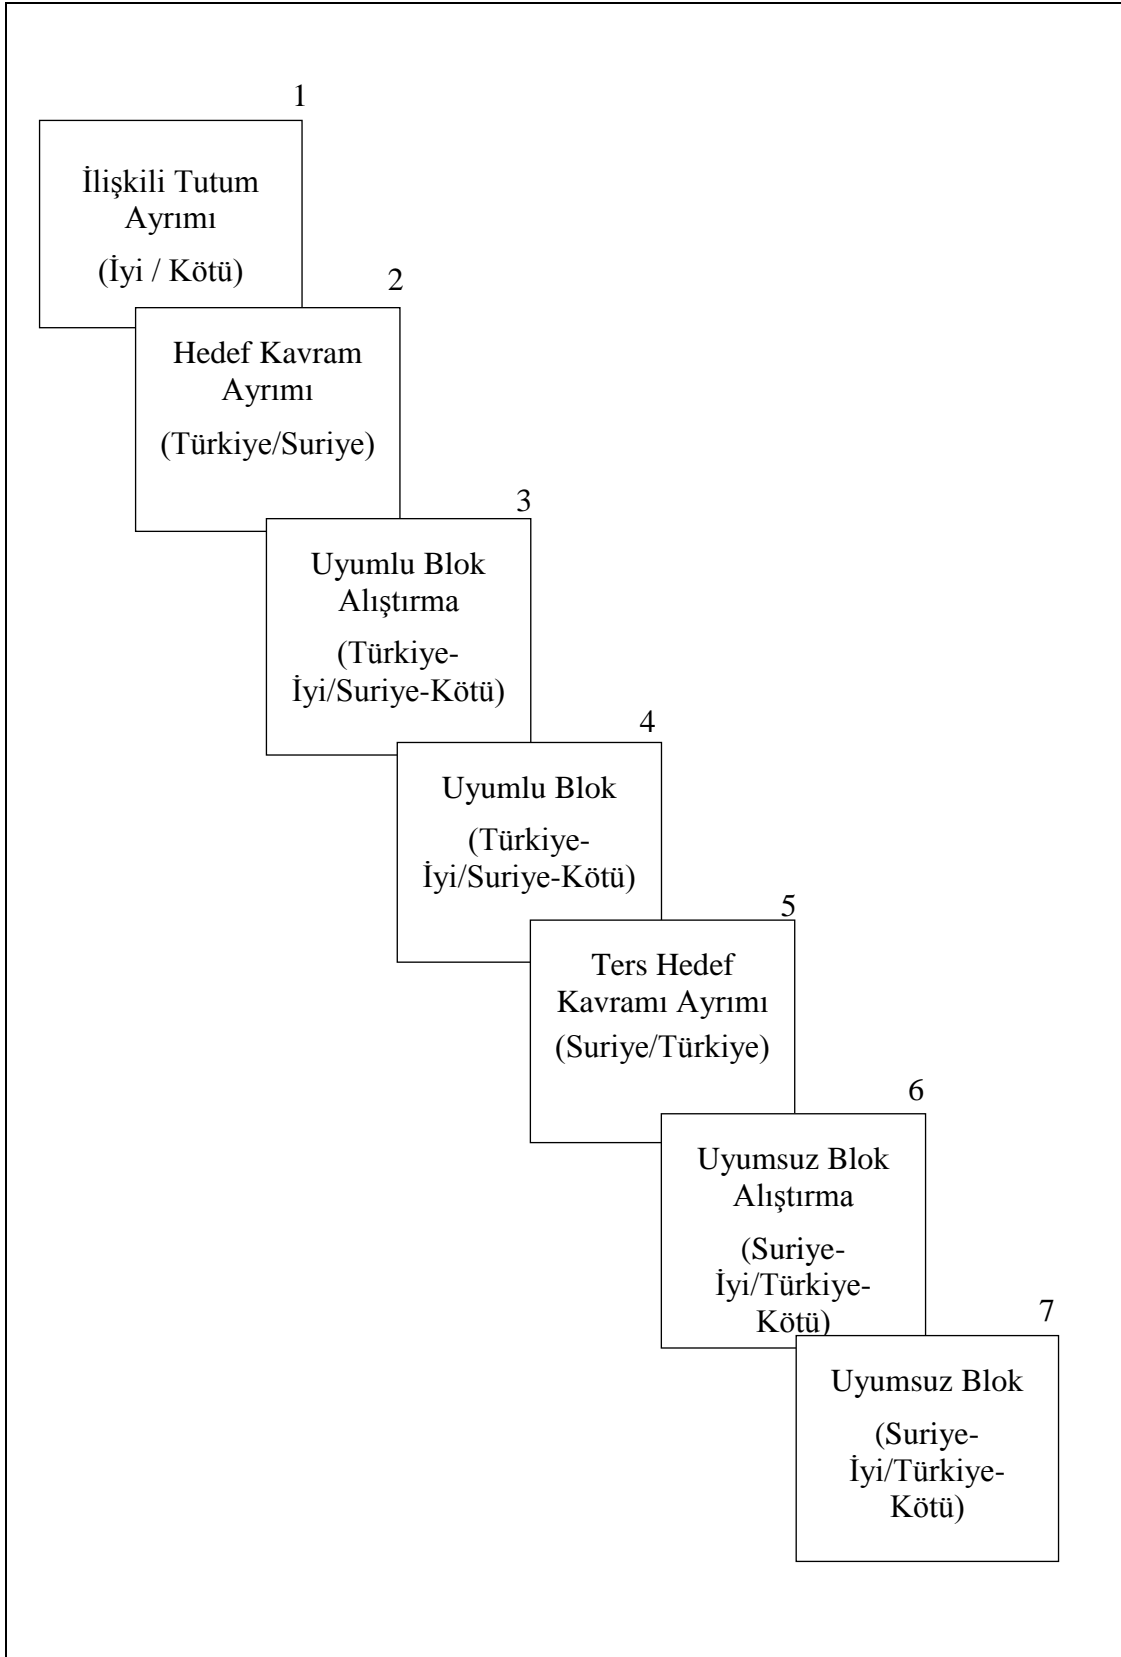 1
İlişkili Tutum
Ayrımı
(İyi / Kötü)
2
Hedef Kavram
Ayrımı
(Türkiye/Suriye)
3
Uyumlu Blok
Alıştırma
(Türkiye-
İyi/Suriye-Kötü)
4
Uyumlu Blok
(Türkiye-
İyi/Suriye-Kötü)
5
Ters Hedef
Kavramı Ayrımı
(Suriye/Türkiye)
6
Uyumsuz Blok
Alıştırma
(Suriye-
İyi/Türkiye-
Kötü)
7
Uyumsuz Blok
(Suriye-
İyi/Türkiye-
Kötü)